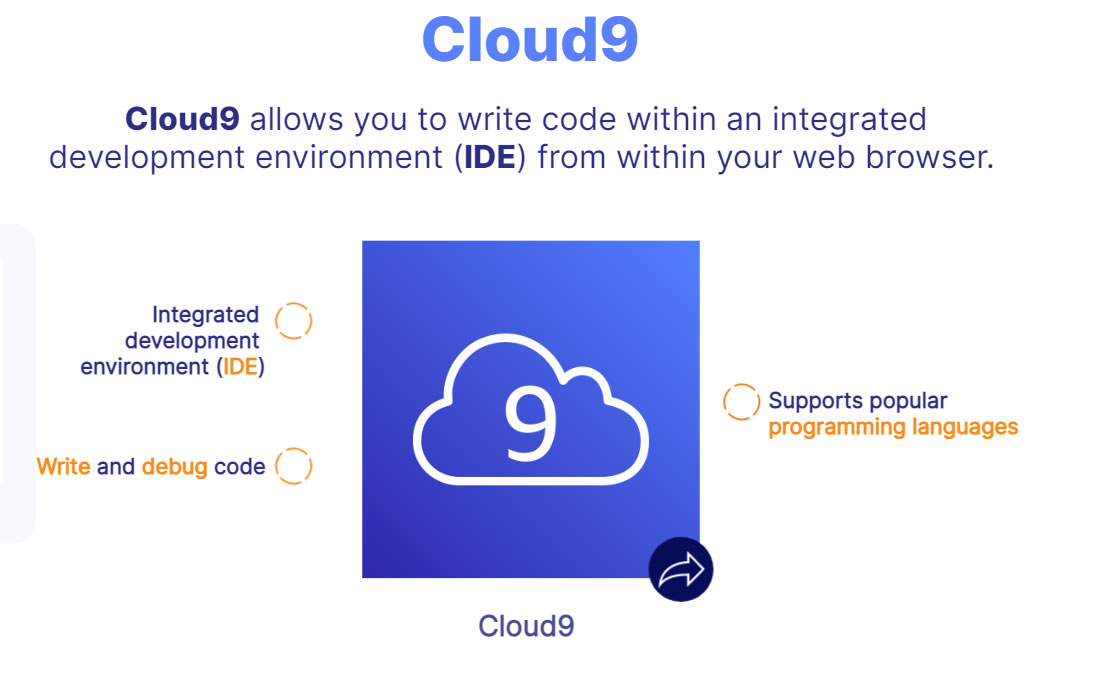 Cloud9
Cloud9 allows you to write code within an integrated
development environment (IDE) from within your web browser.
Integrated
development
environment (IDE)
Write and debug code
9
Supports popular
programming languages
Cloud9